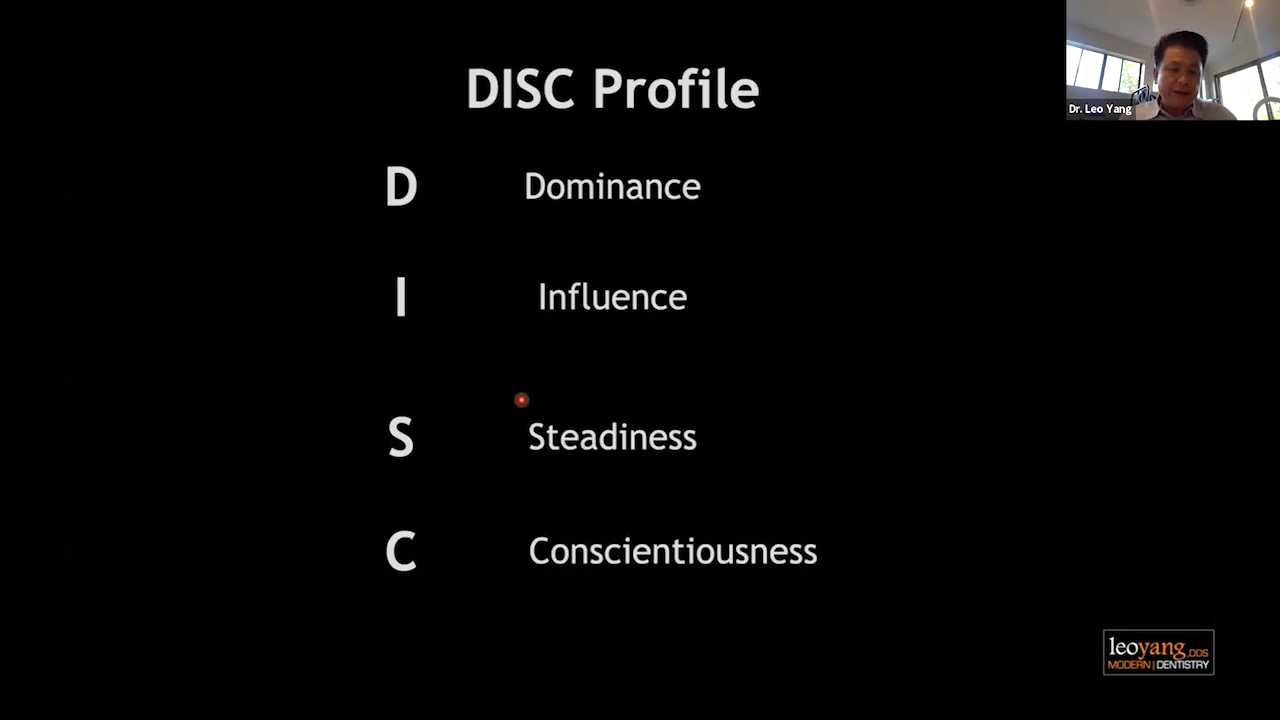 DISC Profile
Dr. Leo Yang
D Dominance
I Influence
S Steadiness
C Conscientiousness
leoyang,DDS
MODERN | DENTISTRY